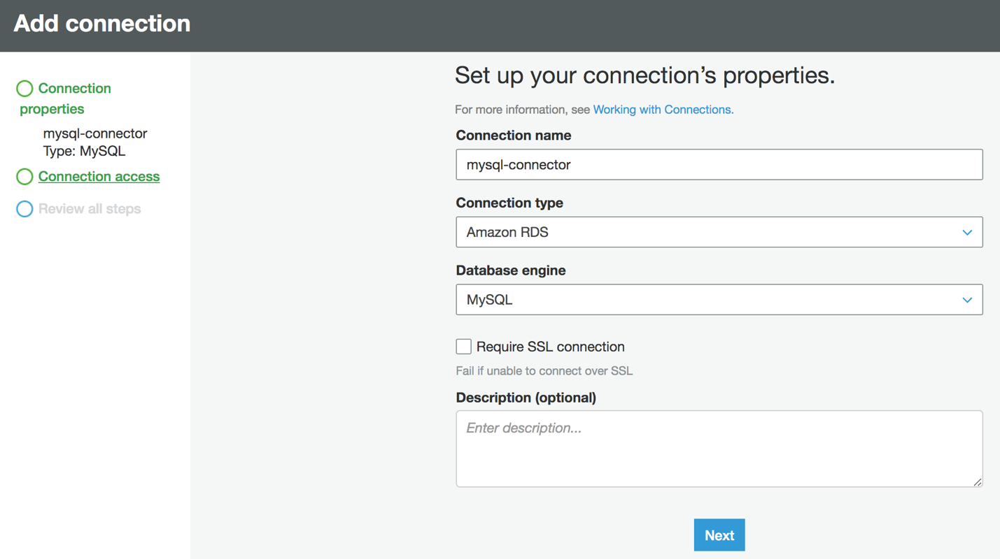 Add connection
Connection
properties
mysql-connector
Type: MySQL
Connection access
Review all steps
Set up your connection’s properties.
For more information, see Working with Connections.
Connection name
mysql-connector
Connection type
Amazon RDS
Database engine
MySQL
Require SSL connection
Fail if unable to connect over SSL
Description (optional)
Enter description...
Next